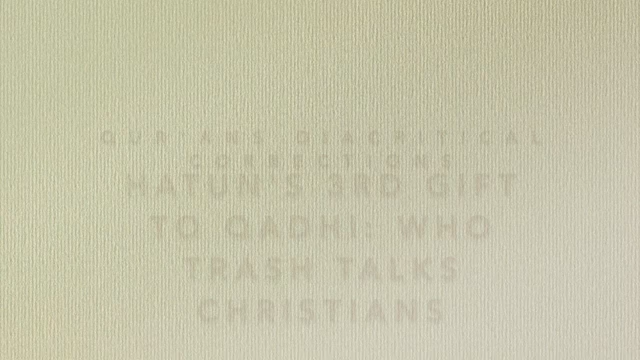 QUR'ANS DIACRITICAL
CORRECTIONS
HATUN'S 3RD GIFT
TO QADHI: WHO
TRASH TALKS
CHRISTIANS